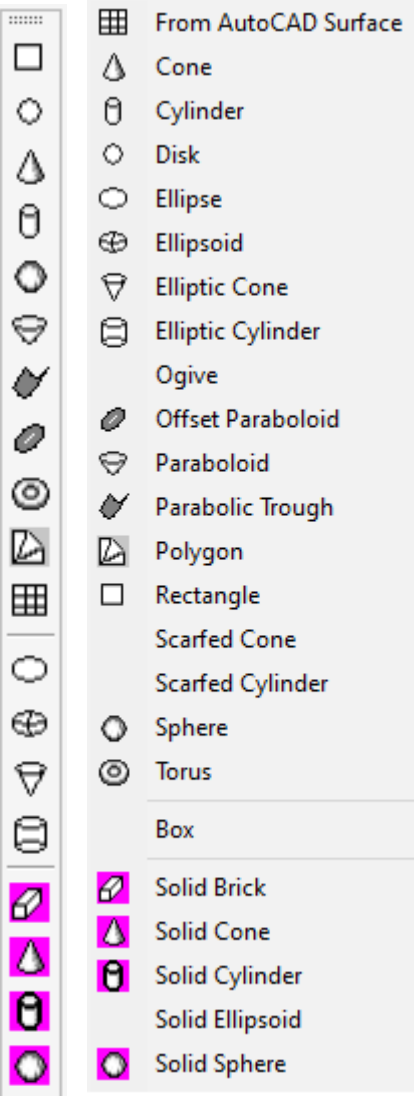 From AutoCAD Surface
Cone
Cylinder
Disk
Ellipse
Ellipsoid
Elliptic Cone
Elliptic Cylinder
Ogive
Offset Paraboloid
Paraboloid
Parabolic Trough
Polygon
Rectangle
Scarfed Cone
Scarfed Cylinder
Sphere
Torus
Box
Solid Brick
Solid Cone
Solid Cylinder
Solid Ellipsoid
Solid Sphere